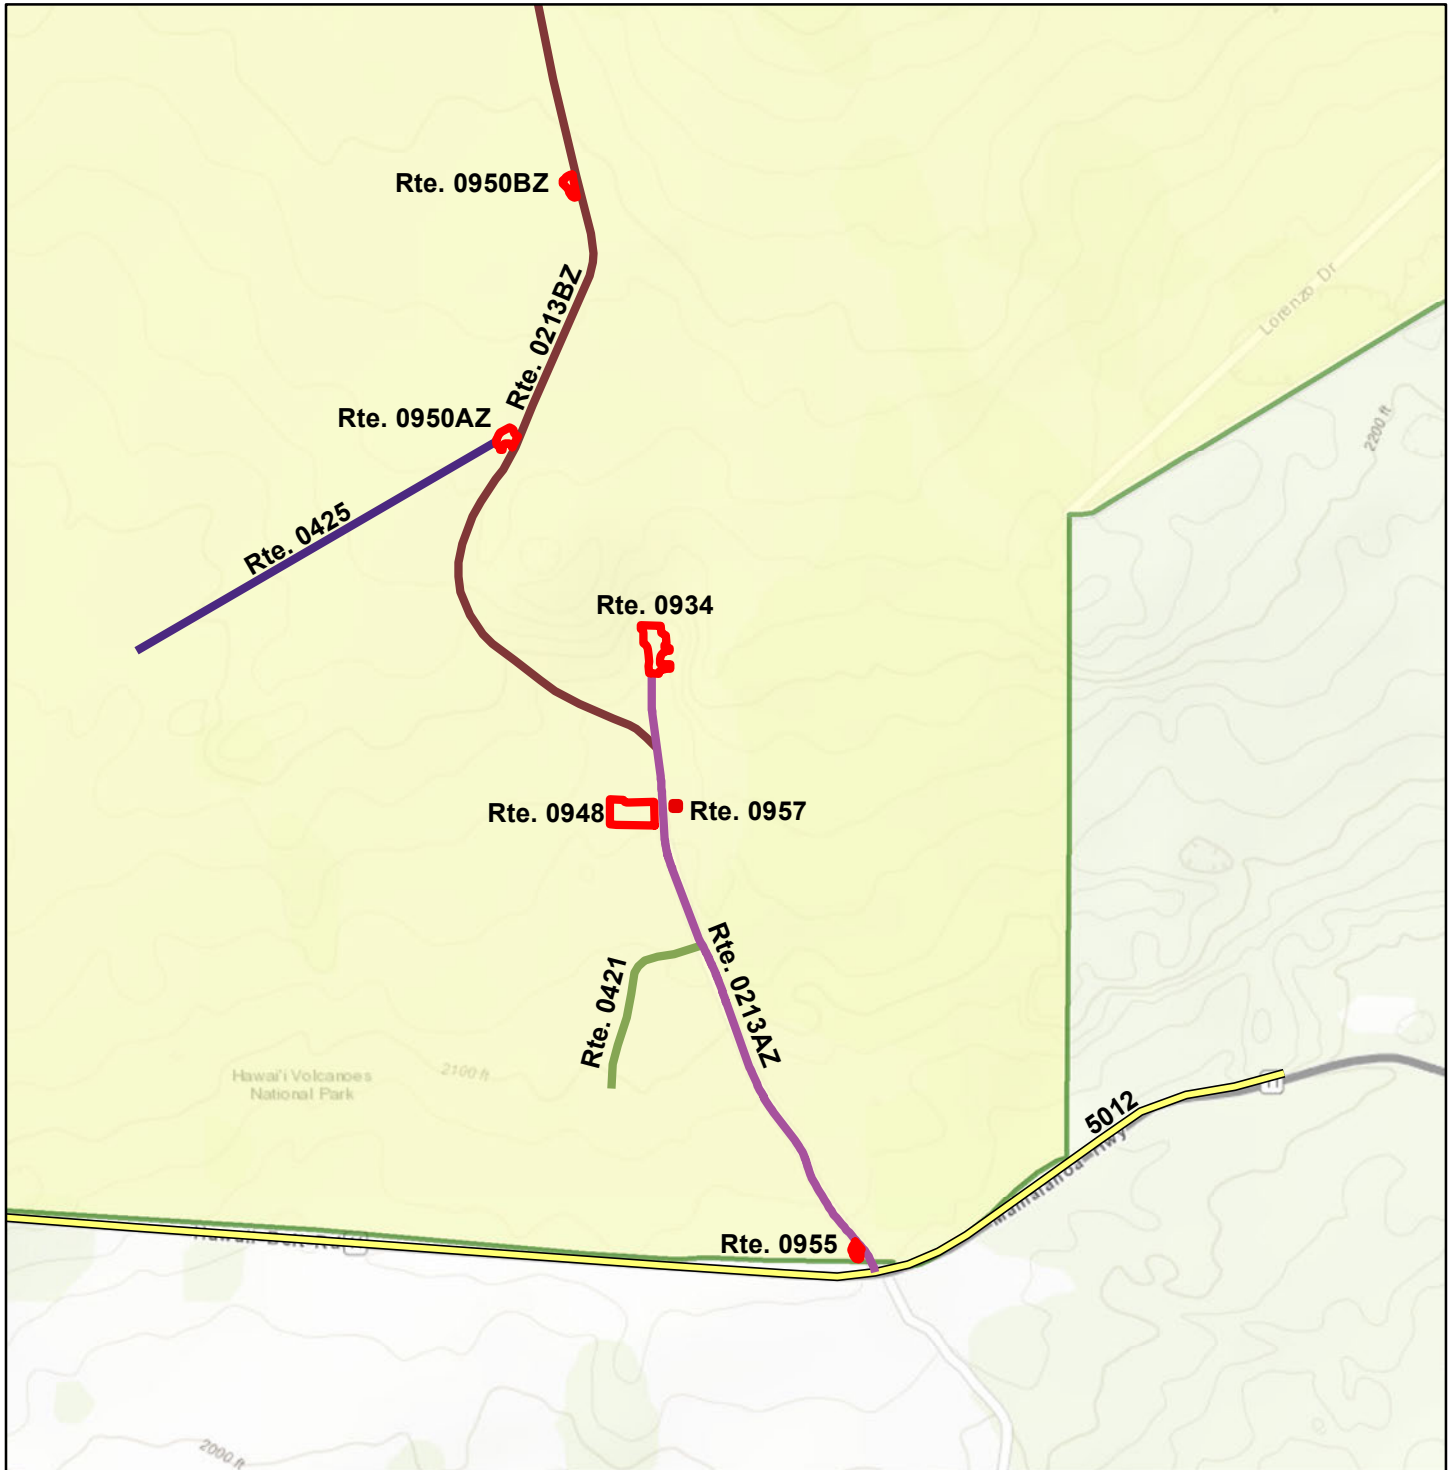 Rte. 0950BZ
Rte. 0213BZ
Lorenzo Dr
Rte. 0950AZ
2200 ft
Rte. 0425
Rte. 0934
Rte. 0948
Rte. 0957
Rte. 0213AZ
Rte. 0421
Hawai'i Volcanoes
National Park
2100 ft
5012
11
Rte. 0955
2000 ft